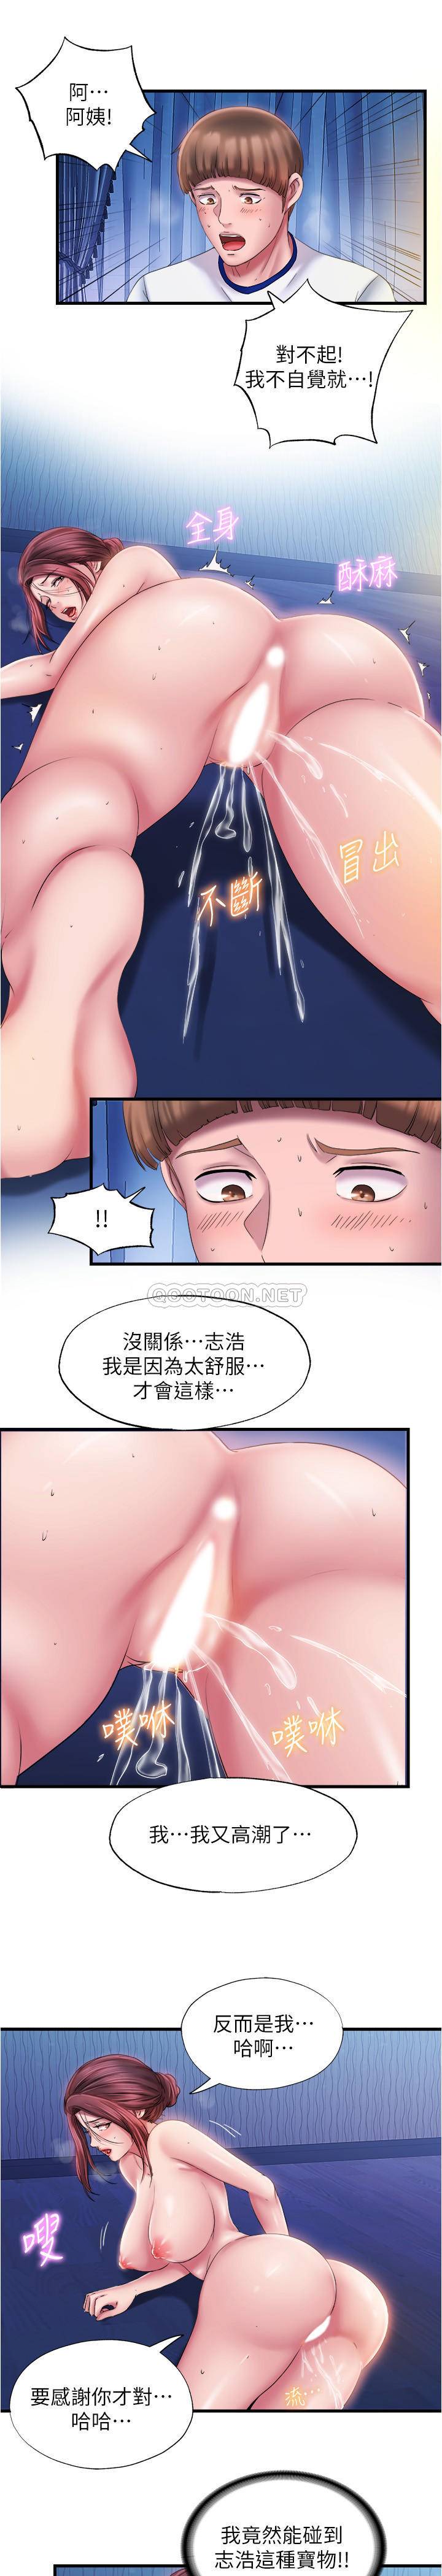 阿⋯
阿姨!
對不起!
我不自覺就⋯!
全身
酥麻
不斷
冒出
!!
QOOTOON.NET
沒關係⋯志浩
我是因為太舒服⋯
才會這樣⋯
噗咻
噗咻
我⋯我又高潮了⋯
反而是我⋯
哈啊⋯
嗖
要感謝你才對⋯
哈哈⋯
流⋯
我竟然能碰到
志浩這種寶物!!